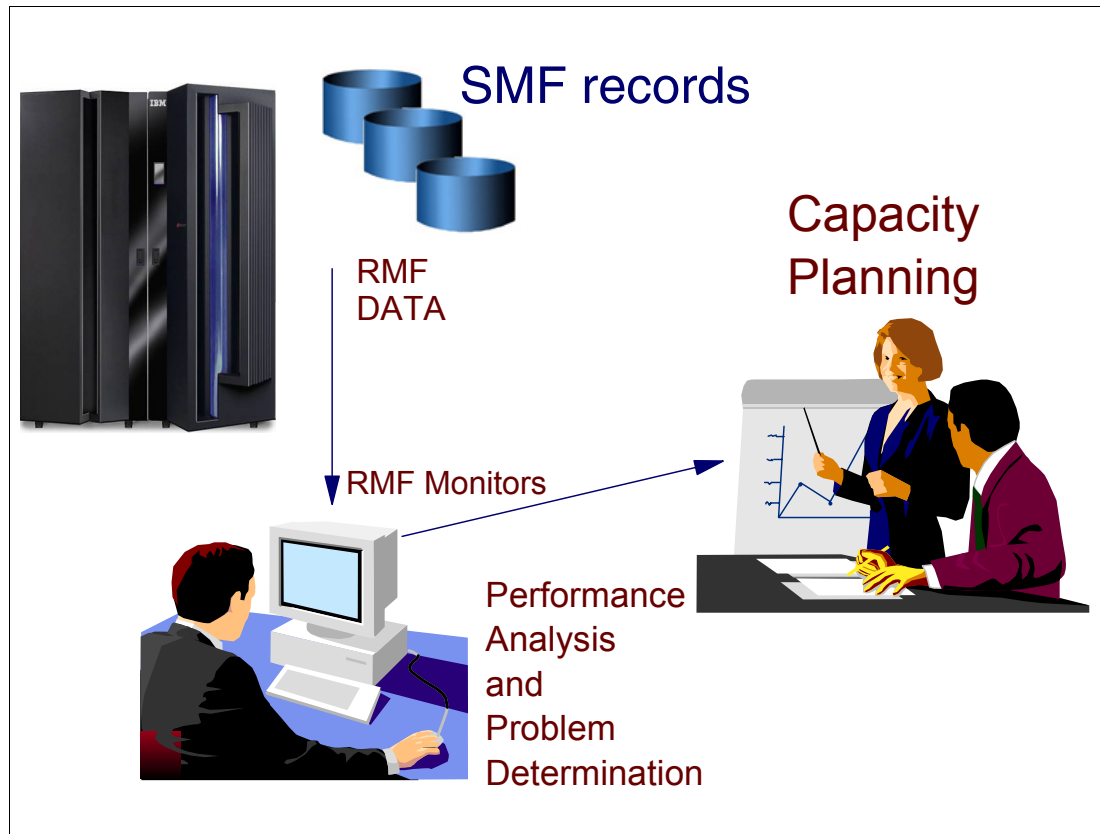 SMF records
IBM
Capacity
Planning
RMF
DATA
RMF Monitors
Performance
Analysis
and
Problem
Determination